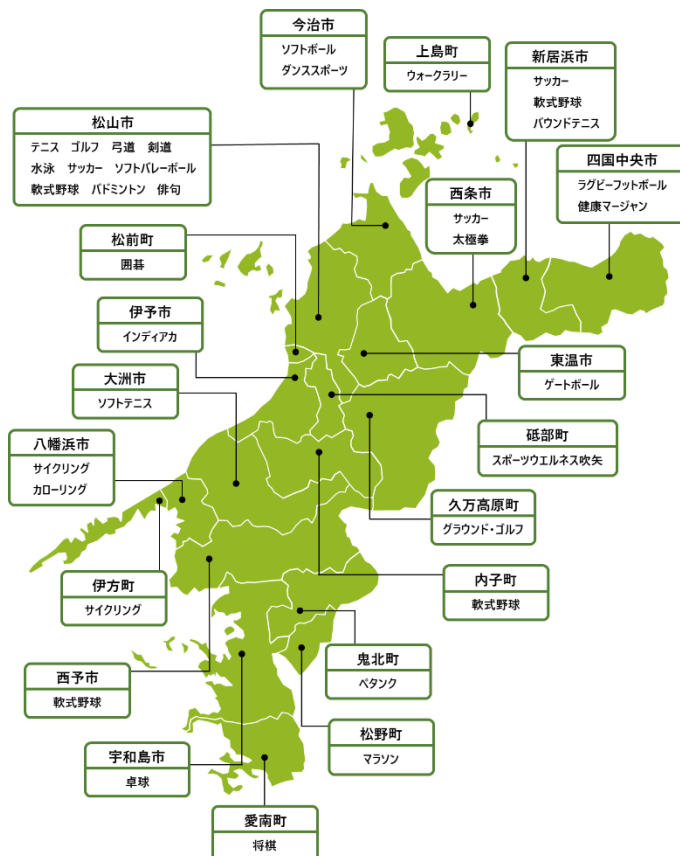 今治市
ソフトボール
ダンススポーツ
上島町
ウォークラリー
新居浜市
サッカー
軟式野球
バウンドテニス
松山市
テニス ゴルフ 弓道 剣道
水泳 サッカー ソフトバレーボール
軟式野球 バドミントン 俳句
四国中央市
ラグビーフットボール
健康マージャン
西条市
サッカー
太極拳
松前町
囲碁
伊予市
インディアカ
東温市
ゲートボール
大洲市
ソフトテニス
砥部町
スポーツウエルネス吹矢
八幡浜市
サイクリング
カローリング
久万高原町
グラウンド・ゴルフ
伊方町
サイクリング
内子町
軟式野球
鬼北町
ペタンク
西予市
軟式野球
松野町
マラソン
宇和島市
卓球
愛南町
将棋